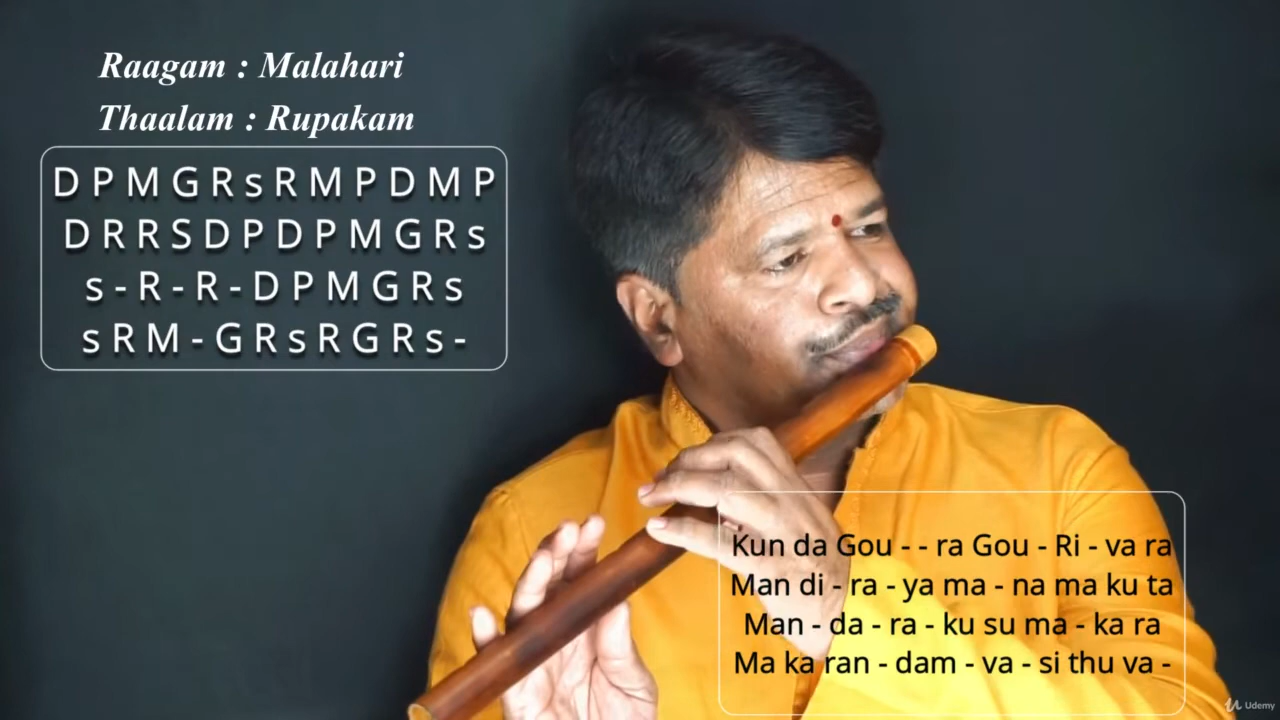 Raagam : Malahari
Thaalam : Rupakam
D P M G R s R M P D M P
D R R S D P D P M G R s
s - R - R - D P M G R s
s R M - G R s R G R s -
Kun da Gou - - ra Gou - Ri - va ra
Man di - ra - ya ma - na ma ku ta
Man - da - ra - ku su ma - ka ra
Ma ka ran - dam - va - si thu va -
Udemy